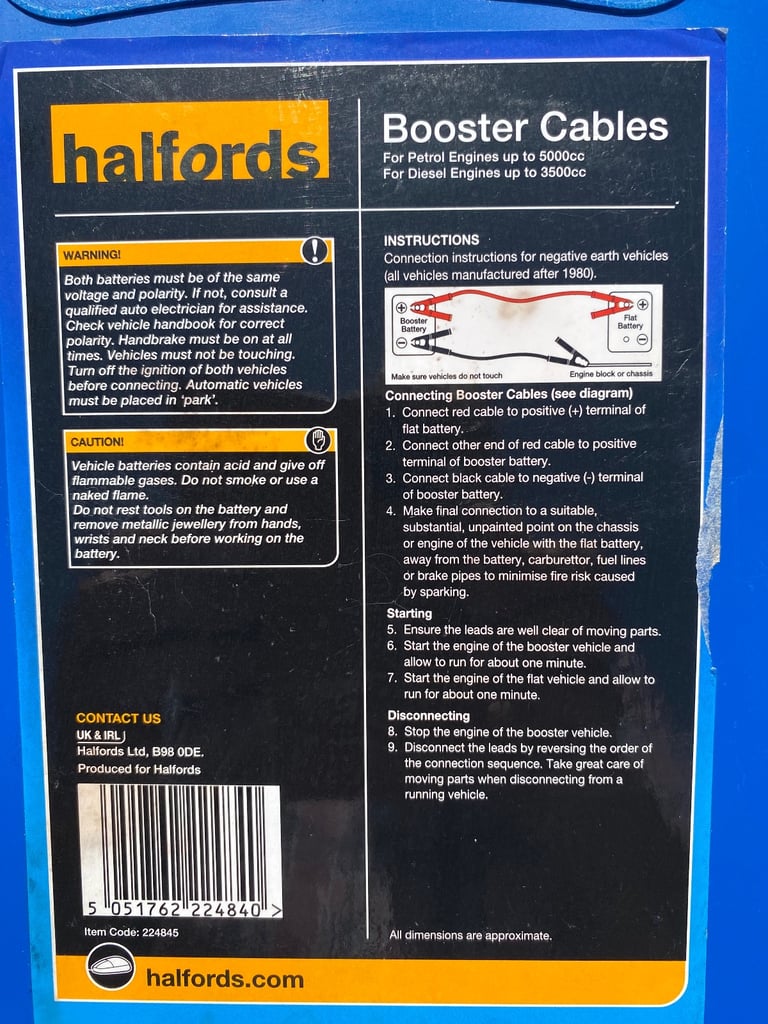 halfords
Booster Cables
For Petrol Engines up to 5000cc
For Diesel Engines up to 3500cc
WARNING!
!
Both batteries must be of the same
voltage and polarity. If not, consult a
qualified auto electrician for assistance.
Check vehicle handbook for correct
polarity. Handbrake must be on at all
times. Vehicles must not be touching.
Turn off the ignition of both vehicles
before connecting. Automatic vehicles
must be placed in 'park'.
CAUTION!
Vehicle batteries contain acid and give off
flammable gases. Do not smoke or use a
naked flame.
Do not rest tools on the battery and
remove metallic jewellery from hands,
wrists and neck before working on the
battery.
CONTACT US
UK & IRL
Halfords Ltd, B98 0DE.
Produced for Halfords
5 051762 224840 >
Item Code: 224845
INSTRUCTIONS
Connection instructions for negative earth vehicles
(all vehicles manufactured after 1980).
+
Booster
Battery
−
+
Flat
Battery
−
Make sure vehicles do not touch
Engine block or chassis
Connecting Booster Cables (see diagram)
1. Connect red cable to positive (+) terminal of
flat battery.
2. Connect other end of red cable to positive
terminal of booster battery.
3. Connect black cable to negative (-) terminal
of booster battery.
4. Make final connection to a suitable,
substantial, unpainted point on the chassis
or engine of the vehicle with the flat battery,
away from the battery, carburettor, fuel lines
or brake pipes to minimise fire risk caused
by sparking.
Starting
5. Ensure the leads are well clear of moving parts.
6. Start the engine of the booster vehicle and
allow to run for about one minute.
7. Start the engine of the flat vehicle and allow to
run for about one minute.
Disconnecting
8. Stop the engine of the booster vehicle.
9. Disconnect the leads by reversing the order of
the connection sequence. Take great care of
moving parts when disconnecting from a
running vehicle.
All dimensions are approximate.
halfords.com